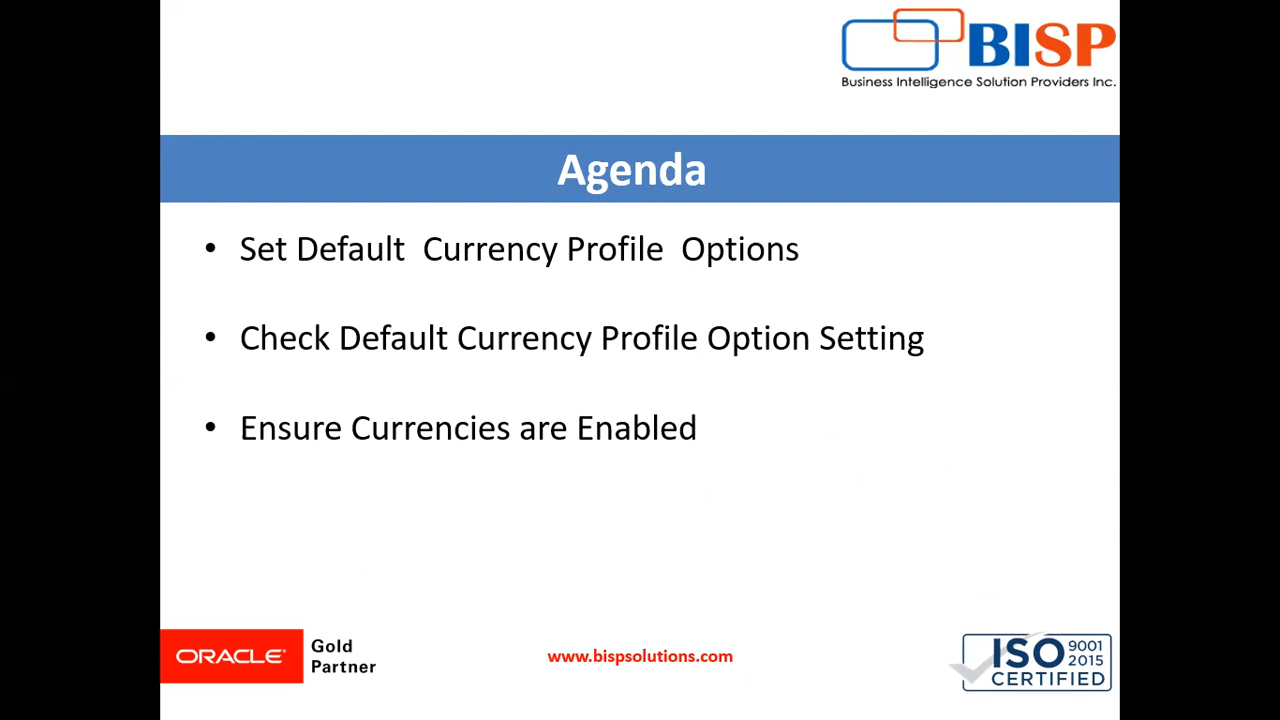 BISP
Business Intelligence Solution Providers Inc.
Agenda
• Set Default  Currency Profile  Options
• Check Default Currency Profile Option Setting
• Ensure Currencies are Enabled
ORACLE
Gold
Partner
www.bispsolutions.com
ISO 9001
2015
CERTIFIED